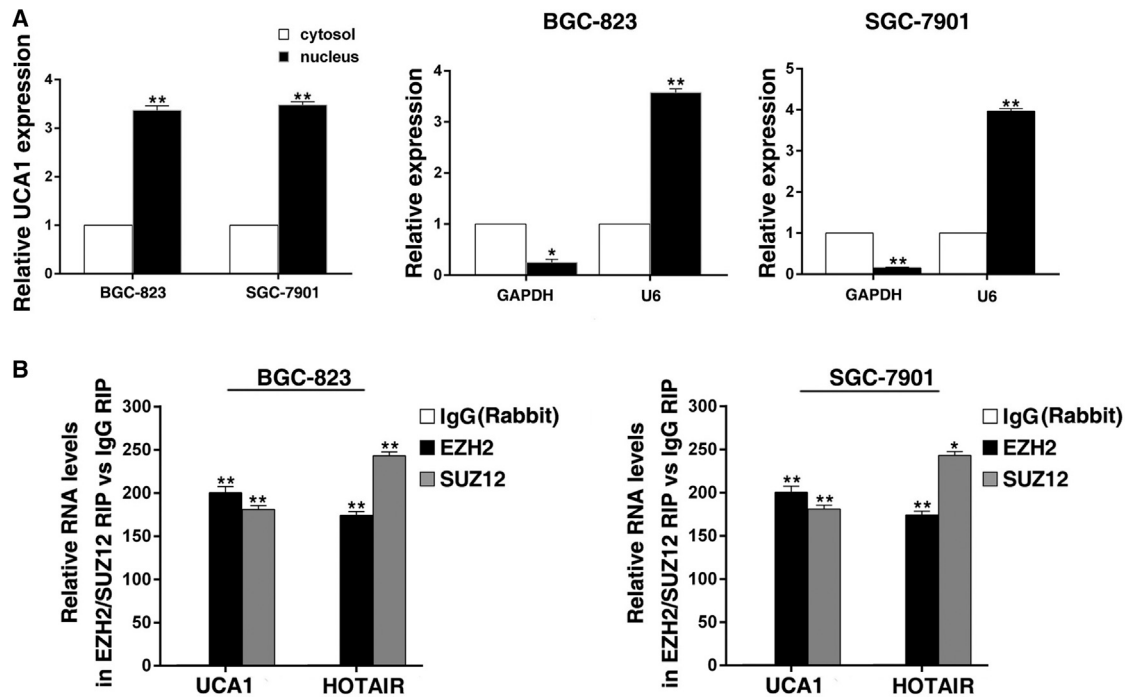 A
BGC-823
SGC-7901
cytosol
nucleus
Relative UCA1 expression
4
3
2
1
0
**
**
BGC-823
SGC-7901
Relative expression
4
3
2
1
0
*
**
GAPDH
U6
Relative expression
5
4
3
2
1
0
**
**
GAPDH
U6
B
BGC-823
Relative RNA levels
in EZH2/SUZ12 RIP vs IgG RIP
300
250
200
150
100
50
0
**
**
**
**
UCA1
HOTAIR
IgG (Rabbit)
EZH2
SUZ12
SGC-7901
Relative RNA levels
in EZH2/SUZ12 RIP vs IgG RIP
300
250
200
150
100
50
0
**
**
**
*
UCA1
HOTAIR
IgG (Rabbit)
EZH2
SUZ12